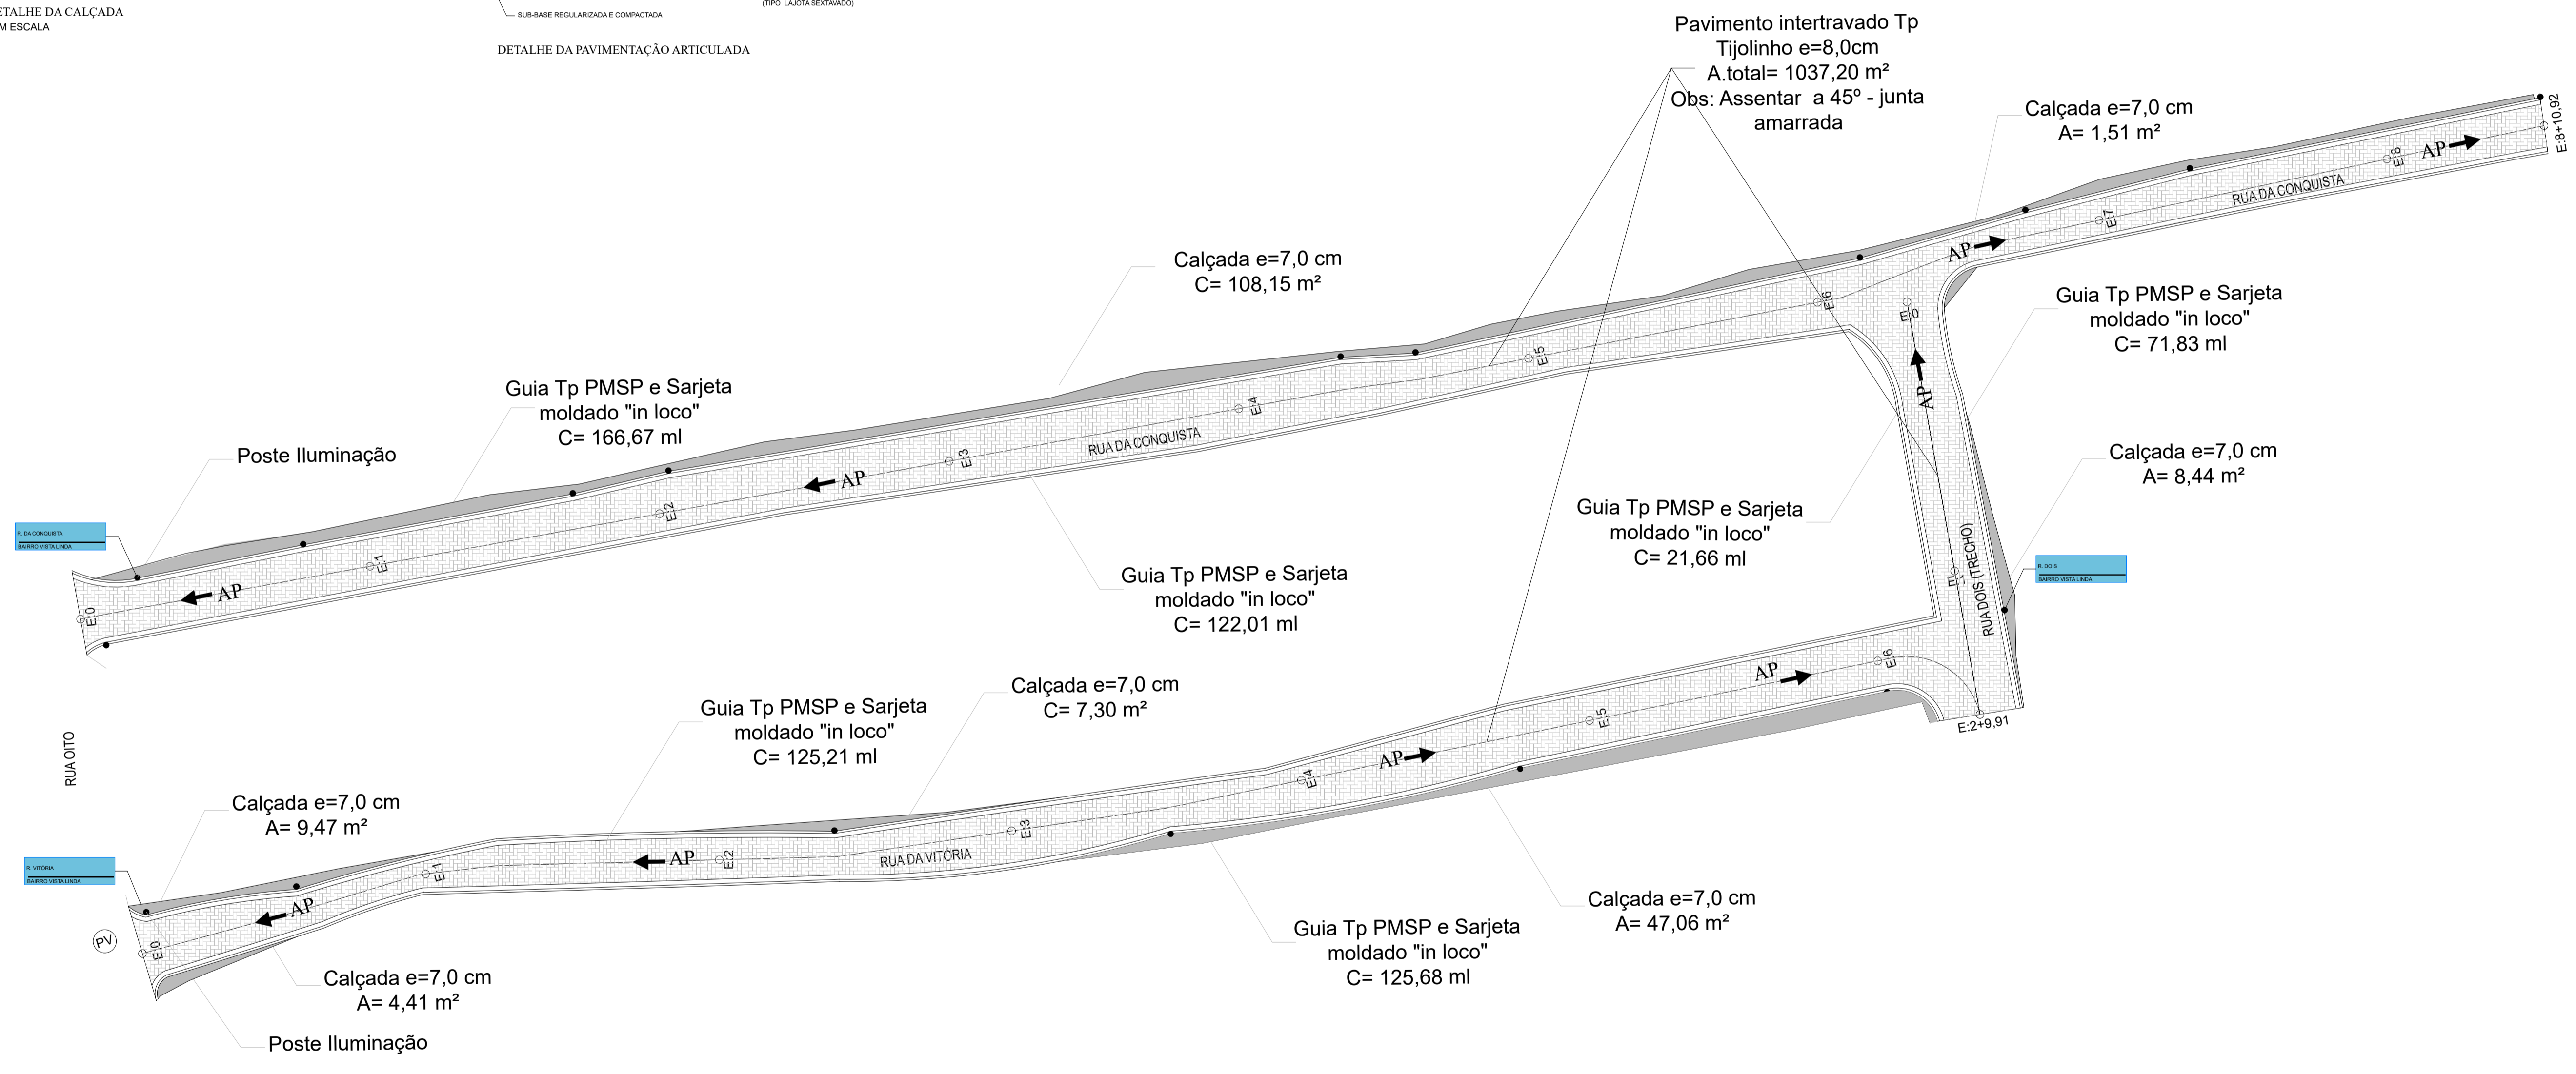 ETALHE DA CALÇADA
M ESCALA
SUB-BASE REGULARIZADA E COMPACTADA
(TIPO LAJOTA SEXTAVADO)
DETALHE DA PAVIMENTAÇÃO ARTICULADA
Pavimento intertravado Tp
Tijolinho e=8,0cm
A.total= 1037,20 m²
Obs: Assentar a 45º - junta
amarrada
Calçada e=7,0 cm
A= 1,51 m²
E:8+10,92
E:8
AP
RUA DA CONQUISTA
E:7
AP
Calçada e=7,0 cm
C= 108,15 m²
Guia Tp PMSP e Sarjeta
moldado "in loco"
C= 71,83 ml
E:6
E:0
E:5
AP
Guia Tp PMSP e Sarjeta
moldado "in loco"
C= 166,67 ml
E:4
RUA DA CONQUISTA
Poste Iluminação
E:3
AP
Calçada e=7,0 cm
A= 8,44 m²
E:2
Guia Tp PMSP e Sarjeta
moldado "in loco"
C= 21,66 ml
R. DA CONQUISTA
BAIRRO VISTA LINDA
E:1
AP
E:0
Guia Tp PMSP e Sarjeta
moldado "in loco"
C= 122,01 ml
E:1
RUA DOIS (TRECHO)
R. DOIS
BAIRRO VISTA LINDA
E:6
AP
Calçada e=7,0 cm
C= 7,30 m²
Guia Tp PMSP e Sarjeta
moldado "in loco"
C= 125,21 ml
E:5
E:2+9,91
RUA OITO
AP
E:4
Calçada e=7,0 cm
A= 9,47 m²
E:3
RUA DA VITÓRIA
E:2
AP
E:1
R. VITÓRIA
BAIRRO VISTA LINDA
AP
Calçada e=7,0 cm
A= 47,06 m²
Guia Tp PMSP e Sarjeta
moldado "in loco"
C= 125,68 ml
PV
E:0
Calçada e=7,0 cm
A= 4,41 m²
Poste Iluminação